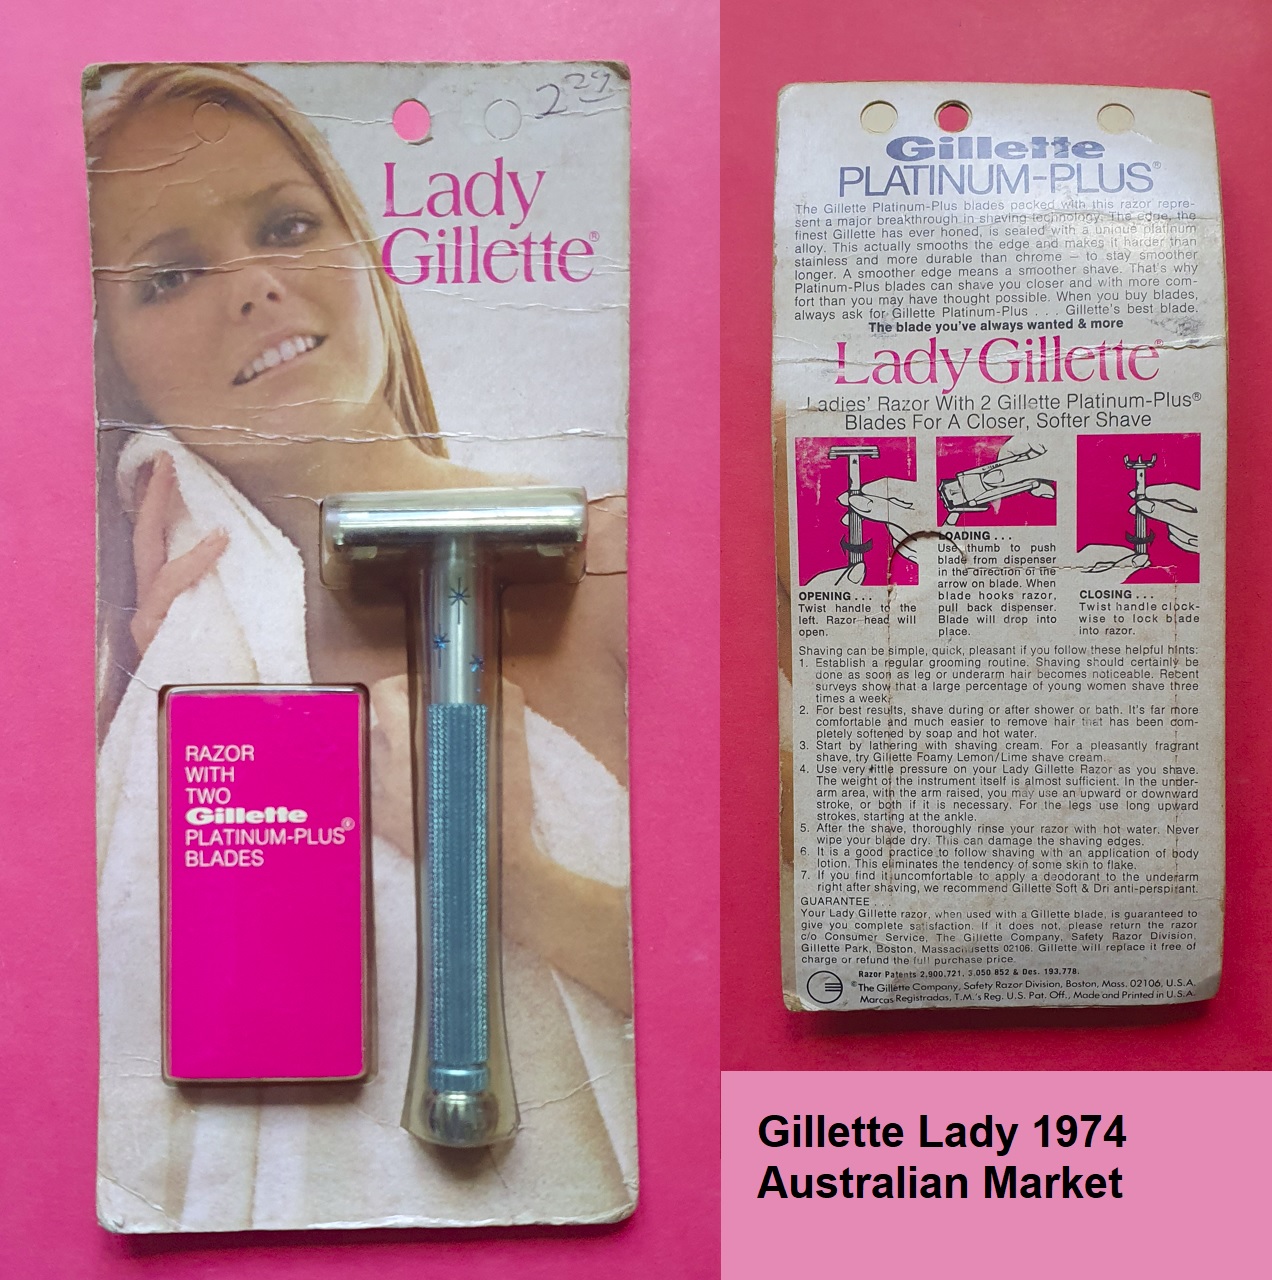 2 29
Lady
Gillette®
RAZOR
WITH
TWO
Gillette
PLATINUM-PLUS®
BLADES
Gillette
PLATINUM-PLUS®
The Gillette Platinum-Plus blades packed with this razor repre-
sent a major breakthrough in shaving technology. The edge, the
finest Gillette has ever honed, is sealed with a unique platinum
alloy. This actually smooths the edge and makes it harder than
stainless and more durable than chrome – to stay smoother
longer. A smoother edge means a smoother shave. That's why
Platinum-Plus blades can shave you closer and with more com-
fort than you may have thought possible. When you buy blades,
always ask for Gillette Platinum-Plus . . . Gillette's best blade.
The blade you've always wanted & more
Lady Gillette®
Ladies' Razor With 2 Gillette Platinum-Plus®
Blades For A Closer, Softer Shave
OPENING . . .
Twist handle to the
left. Razor head will
open.
LOADING . . .
Use thumb to push
blade from dispenser
in the direction of the
arrow on blade. When
blade hooks razor,
pull back dispenser.
Blade will drop into
place.
CLOSING . . .
Twist handle clock-
wise to lock blade
into razor.
Shaving can be simple, quick, pleasant if you follow these helpful hints:
1. Establish a regular grooming routine. Shaving should certainly be
done as soon as leg or underarm hair becomes noticeable. Recent
surveys show that a large percentage of young women shave three
times a week.
2. For best results, shave during or after shower or bath. It's far more
comfortable and much easier to remove hair that has been com-
pletely softened by soap and hot water.
3. Start by lathering with shaving cream. For a pleasantly fragrant
shave, try Gillette Foamy Lemon/Lime shave cream.
4. Use very little pressure on your Lady Gillette Razor as you shave.
The weight of the instrument itself is almost sufficient. In the under-
arm area, with the arm raised, you may use an upward or downward
stroke, or both if it is necessary. For the legs use long upward
strokes, starting at the ankle.
5. After the shave, thoroughly rinse your razor with hot water. Never
wipe your blade dry. This can damage the shaving edges.
6. It is a good practice to follow shaving with an application of body
lotion. This eliminates the tendency of some skin to flake.
7. If you find it uncomfortable to apply a deodorant to the underarm
right after shaving, we recommend Gillette Soft & Dri anti-perspirant.
GUARANTEE . . .
Your Lady Gillette razor, when used with a Gillette blade, is guaranteed to
give you complete satisfaction. If it does not, please return the razor
c/o Consumer Service, The Gillette Company, Safety Razor Division,
Gillette Park, Boston, Massachusetts 02106. Gillette will replace it free of
charge or refund the full purchase price.
Razor Patents 2,900,721, 3,050 852 & Des. 193,778.
©The Gillette Company, Safety Razor Division, Boston, Mass. 02106, U.S.A.
Marcas Registradas, T.M.'s Reg. U.S. Pat. Off., Made and Printed in U.S.A.
Gillette Lady 1974
Australian Market